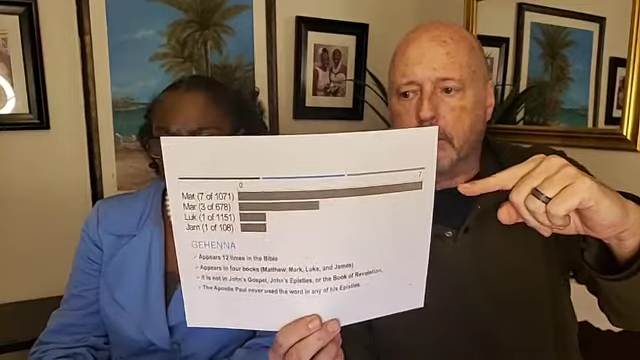 0 7
Mat (7 of 1071)
Mar (3 of 678)
Luk (1 of 1151)
Jam (1 of 108)
GEHENNA
✓ Appears 12 times in the Bible
✓ Appears in four books (Matthew, Mark, Luke, and James)
✓ It is not in John's Gospel, John's Epistles, or the Book of Revelation.
✓ The Apostle Paul never used the word in any of his Epistles.